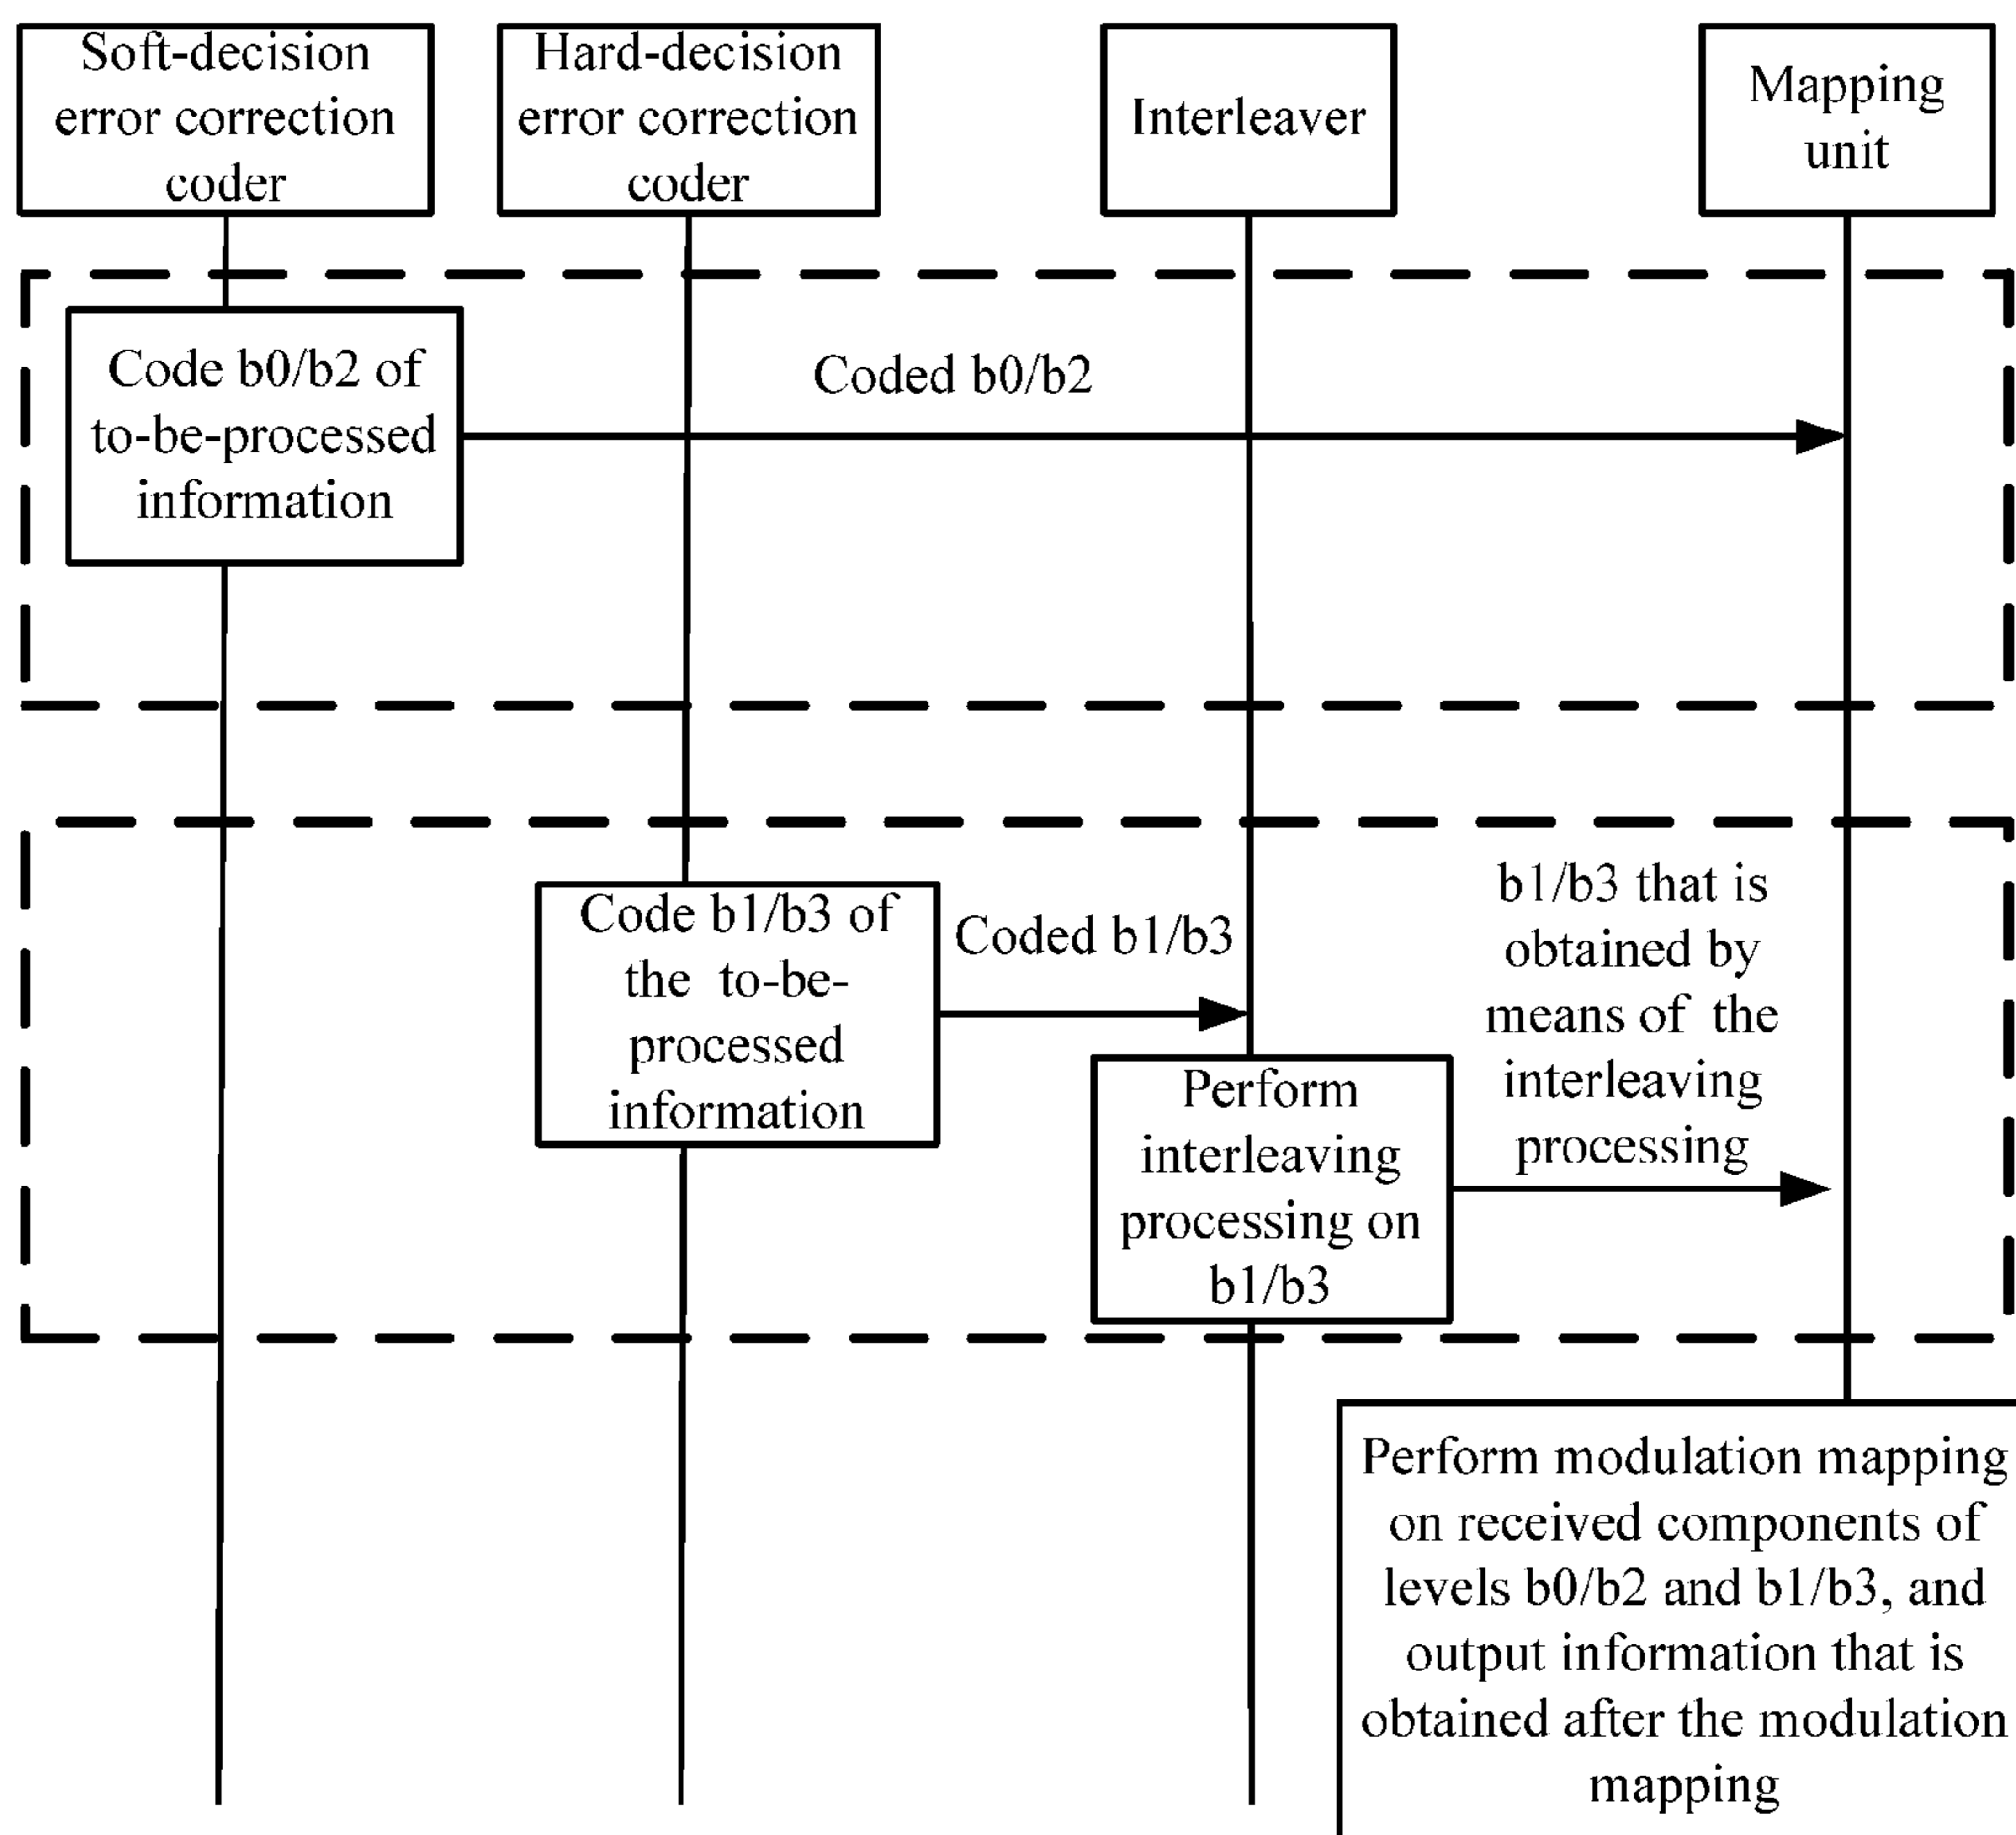 Soft-decision
error correction
coder
Hard-decision
error correction
coder
Interleaver
Mapping
unit
Code b0/b2 of
to-be-processed
information
Coded b0/b2
Code b1/b3 of
the to-be-
processed
information
Coded b1/b3
b1/b3 that is
obtained by
means of the
interleaving
processing
Perform
interleaving
processing on
b1/b3
Perform modulation mapping
on received components of
levels b0/b2 and b1/b3, and
output information that is
obtained after the modulation
mapping